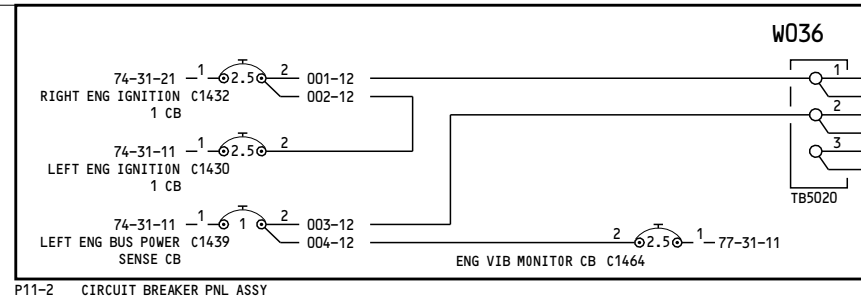 W036
74-31-21 1 2.5 2 001-12 1
RIGHT ENG IGNITION C1432 002-12
1 CB 2
74-31-11 1 2.5 2 3
LEFT ENG IGNITION C1430
1 CB TB5020
74-31-11 1 1 2 003-12
LEFT ENG BUS POWER C1439 004-12 2 2.5 1 77-31-11
SENSE CB ENG VIB MONITOR CB C1464
P11-2 CIRCUIT BREAKER PNL ASSY